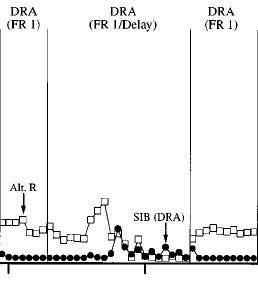 DRA DRA DRA
(FR 1) (FR 1/Delay) (FR 1)
Alt. R
SIB (DRA)